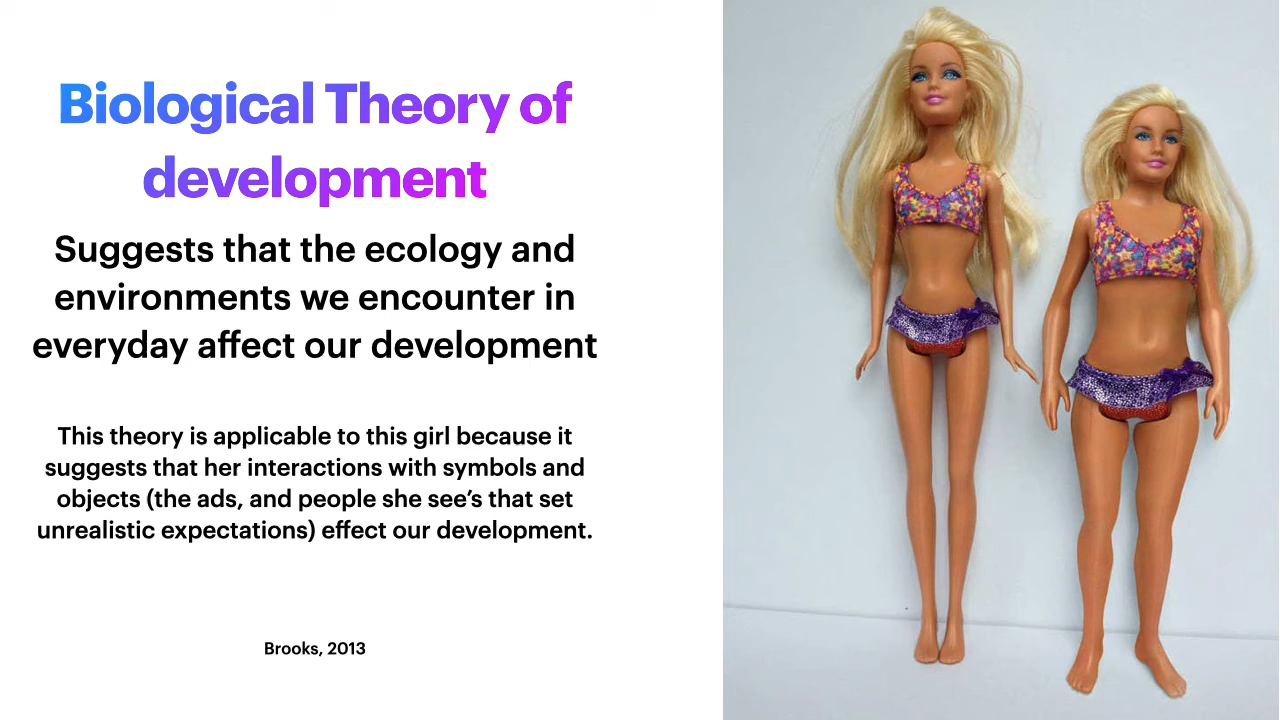 Biological Theory of
development
Suggests that the ecology and
environments we encounter in
everyday affect our development
This theory is applicable to this girl because it
suggests that her interactions with symbols and
objects (the ads, and people she see’s that set
unrealistic expectations) effect our development.
Brooks, 2013